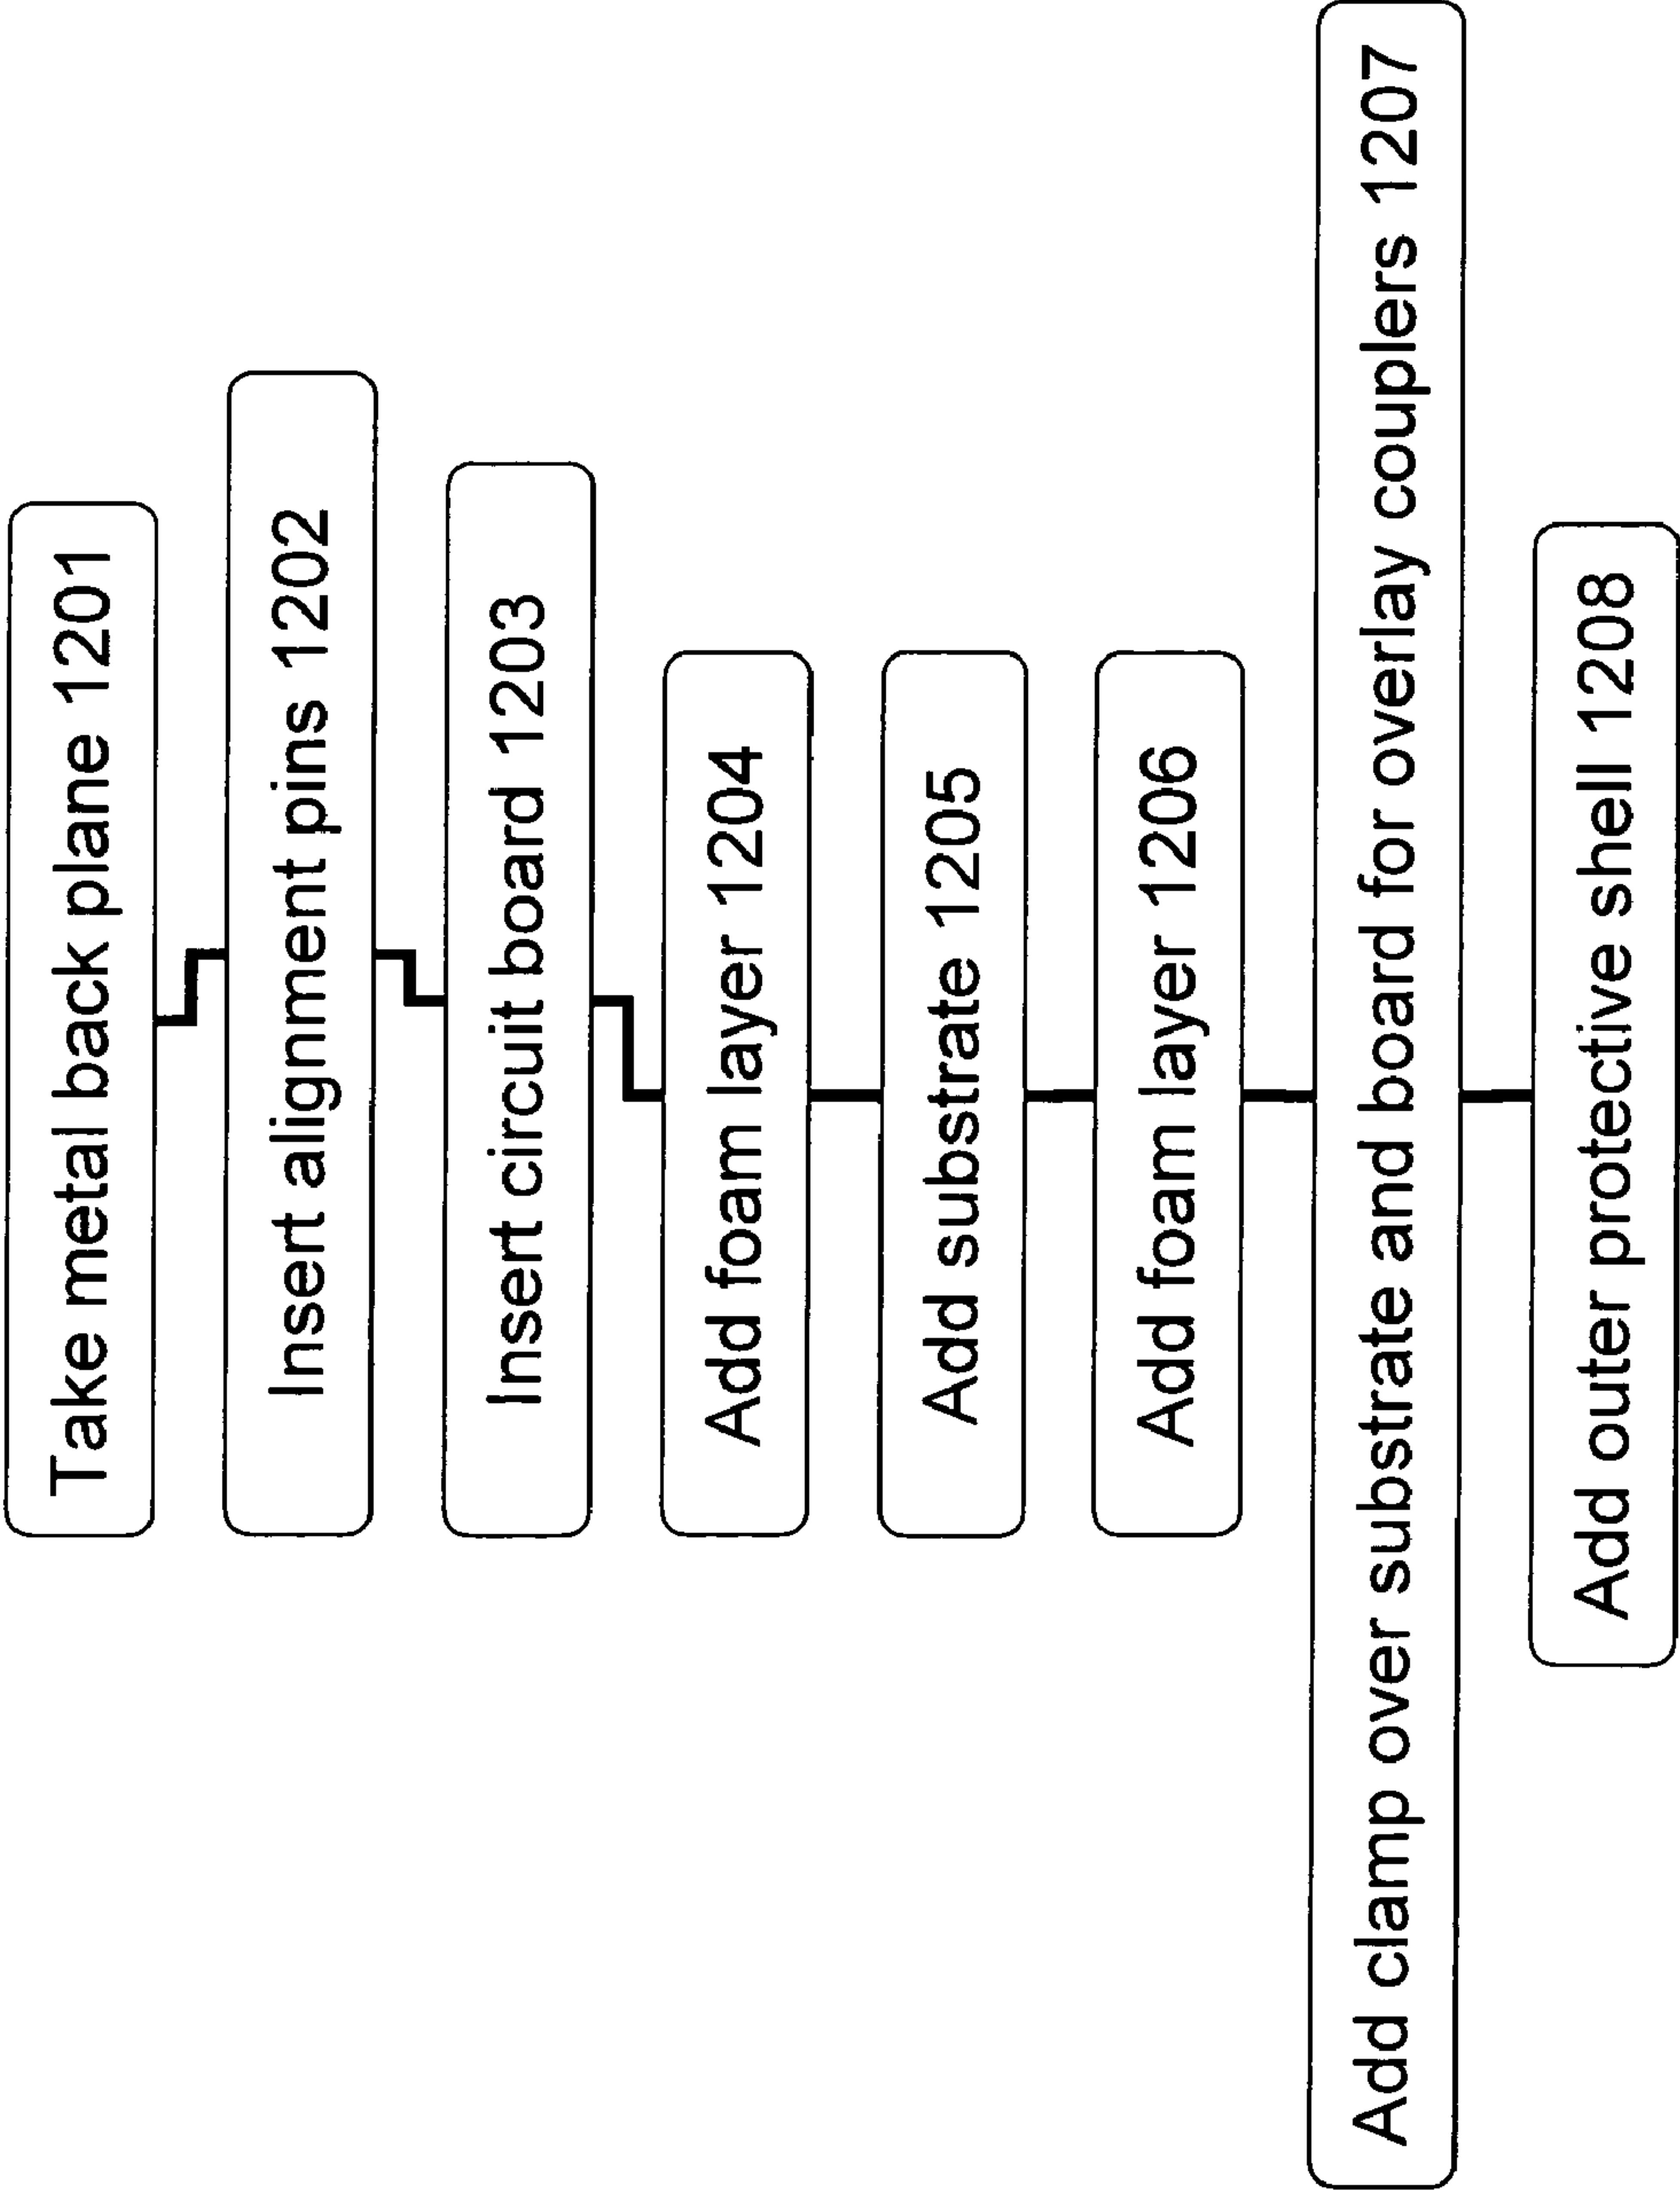 Take metal back plane 1201
Insert alignment pins 1202
Insert circuit board 1203
Add foam layer 1204
Add substrate 1205
Add foam layer 1206
Add clamp over substrate and board for overlay couplers 1207
Add outer protective shell 1208